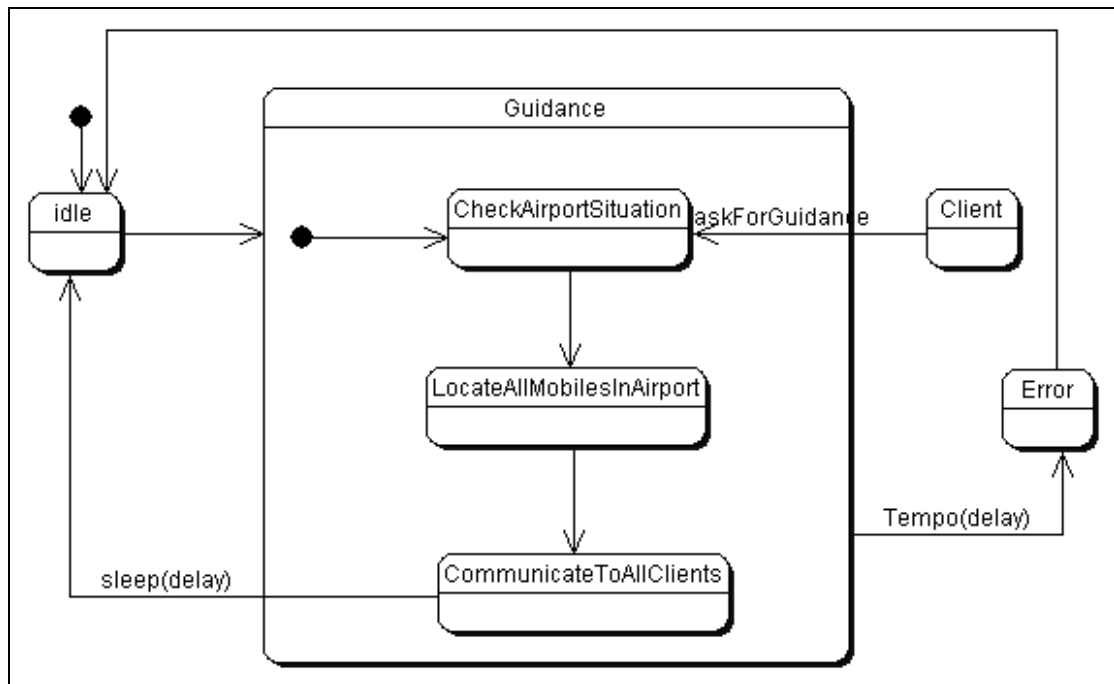 Guidance
idle
CheckAirportSituation
askForGuidance
Client
LocateAllMobilesInAirport
Error
Tempo(delay)
CommunicateToAllClients
sleep(delay)